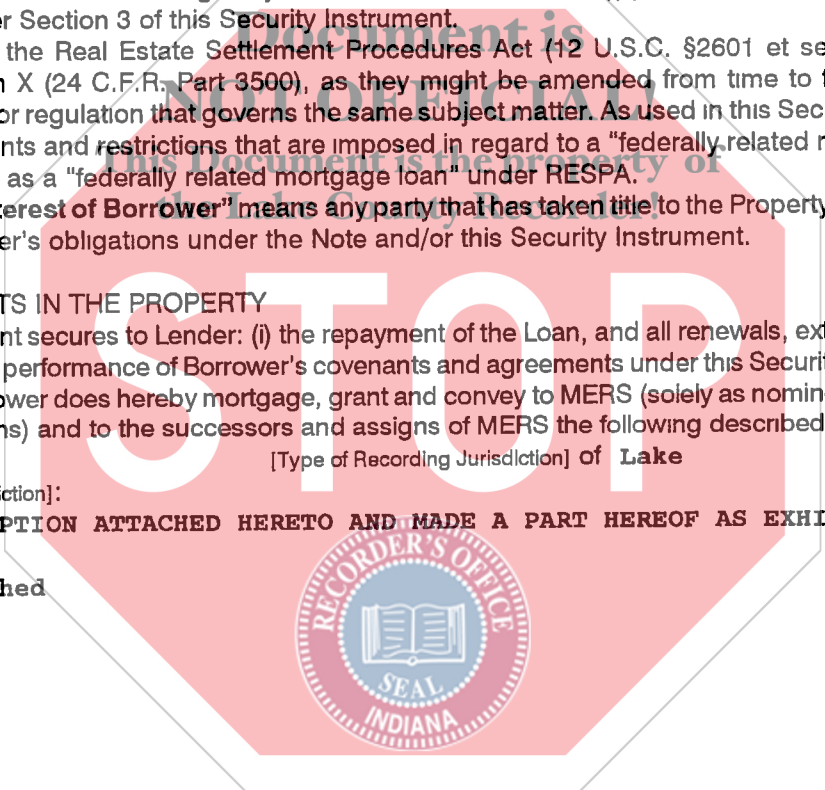 er Section 3 of this Security Instrument.
Document is
the Real Estate Settlement Procedures Act (12 U.S.C. §2601 et se
n X (24 C.F.R. Part 3500), as they might be amended from time to t
NOT OFFICIAL
or regulation that governs the same subject matter. As used in this Sec
nts and restrictions that are imposed in regard to a "federally related r
This Document is the property of
as a "federally related mortgage loan" under RESPA.
erest of Borrower" means any party that has taken title to the Property
the Lake County Recorder!
er's obligations under the Note and/or this Security Instrument.
TS IN THE PROPERTY
nt secures to Lender: (i) the repayment of the Loan, and all renewals, ext
performance of Borrower's covenants and agreements under this Securit
ower does hereby mortgage, grant and convey to MERS (solely as nomin
ns) and to the successors and assigns of MERS the following described
STOP
[Type of Recording Jurisdiction] of Lake
ction]:
PTION ATTACHED HERETO AND MADE A PART HEREOF AS EXHI
hed
RECORDER'S OFFICE
SEAL
INDIANA